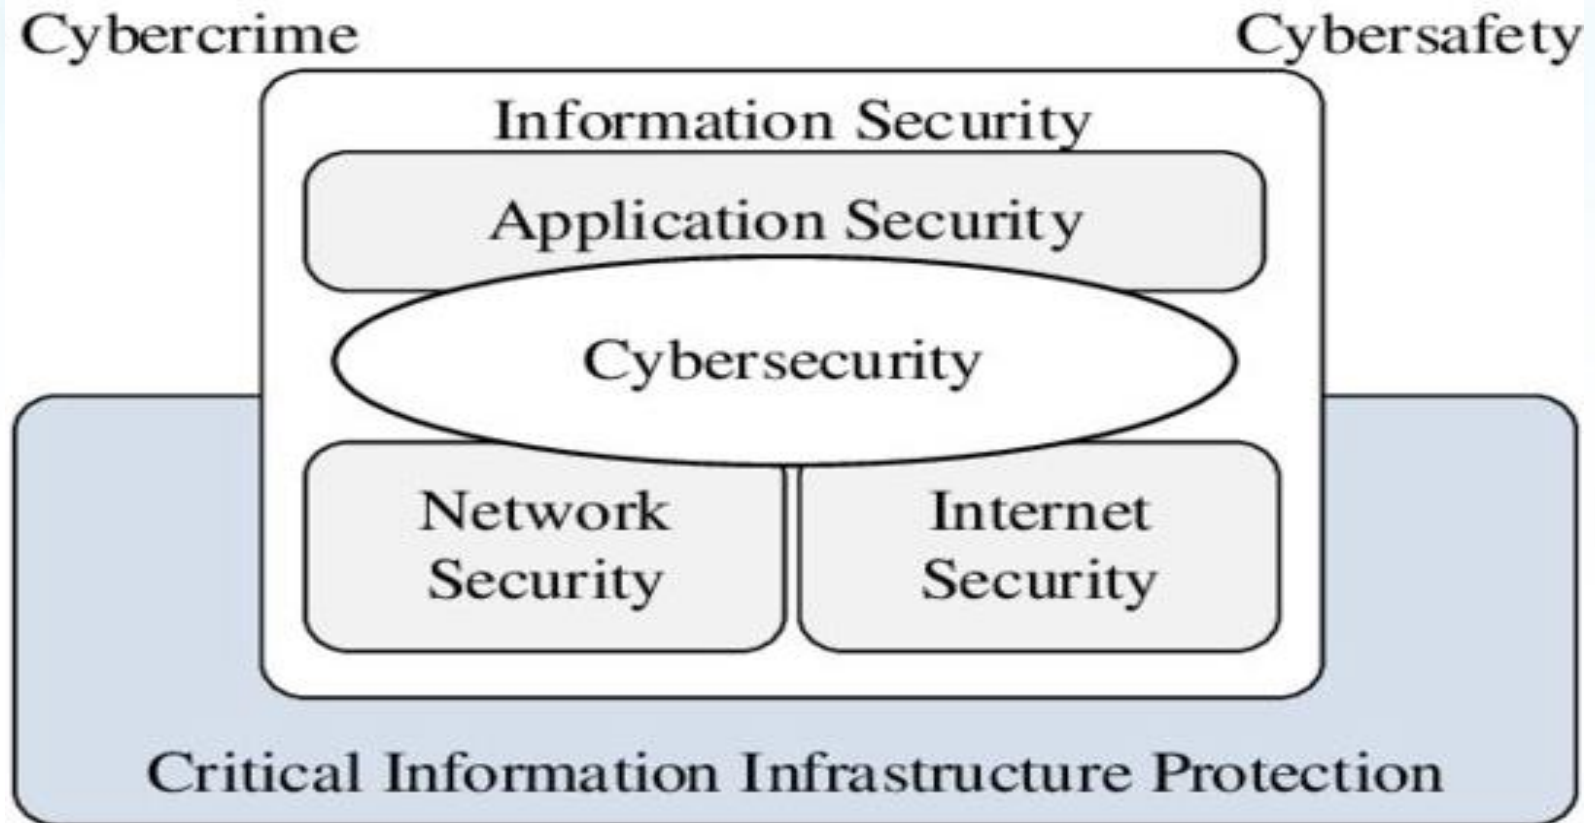 Cybercrime
Cybersafety
Information Security
Application Security
Cybersecurity
Network
Security
Internet
Security
Critical Information Infrastructure Protection